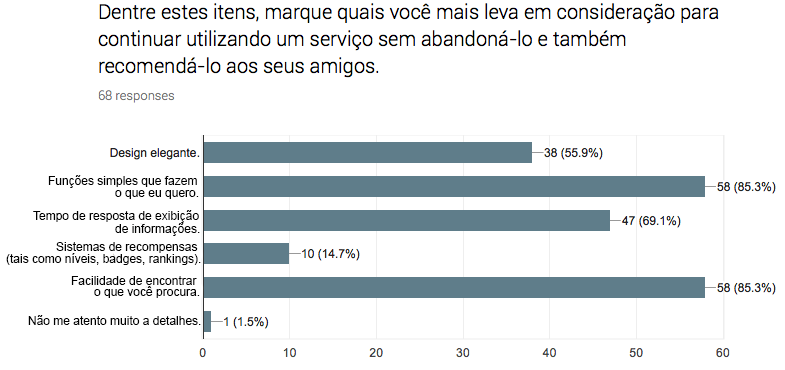 Dentre estes itens, marque quais você mais leva em consideração para
continuar utilizando um serviço sem abandoná-lo e também
recomendá-lo aos seus amigos.
68 responses
Design elegante.
38 (55.9%)
Funções simples que fazem
o que eu quero.
58 (85.3%)
Tempo de resposta de exibição
de informações.
47 (69.1%)
Sistemas de recompensas
(tais como níveis, badges, rankings).
10 (14.7%)
Facilidade de encontrar
o que você procura.
58 (85.3%)
Não me atento muito a detalhes.
1 (1.5%)
0 10 20 30 40 50 60